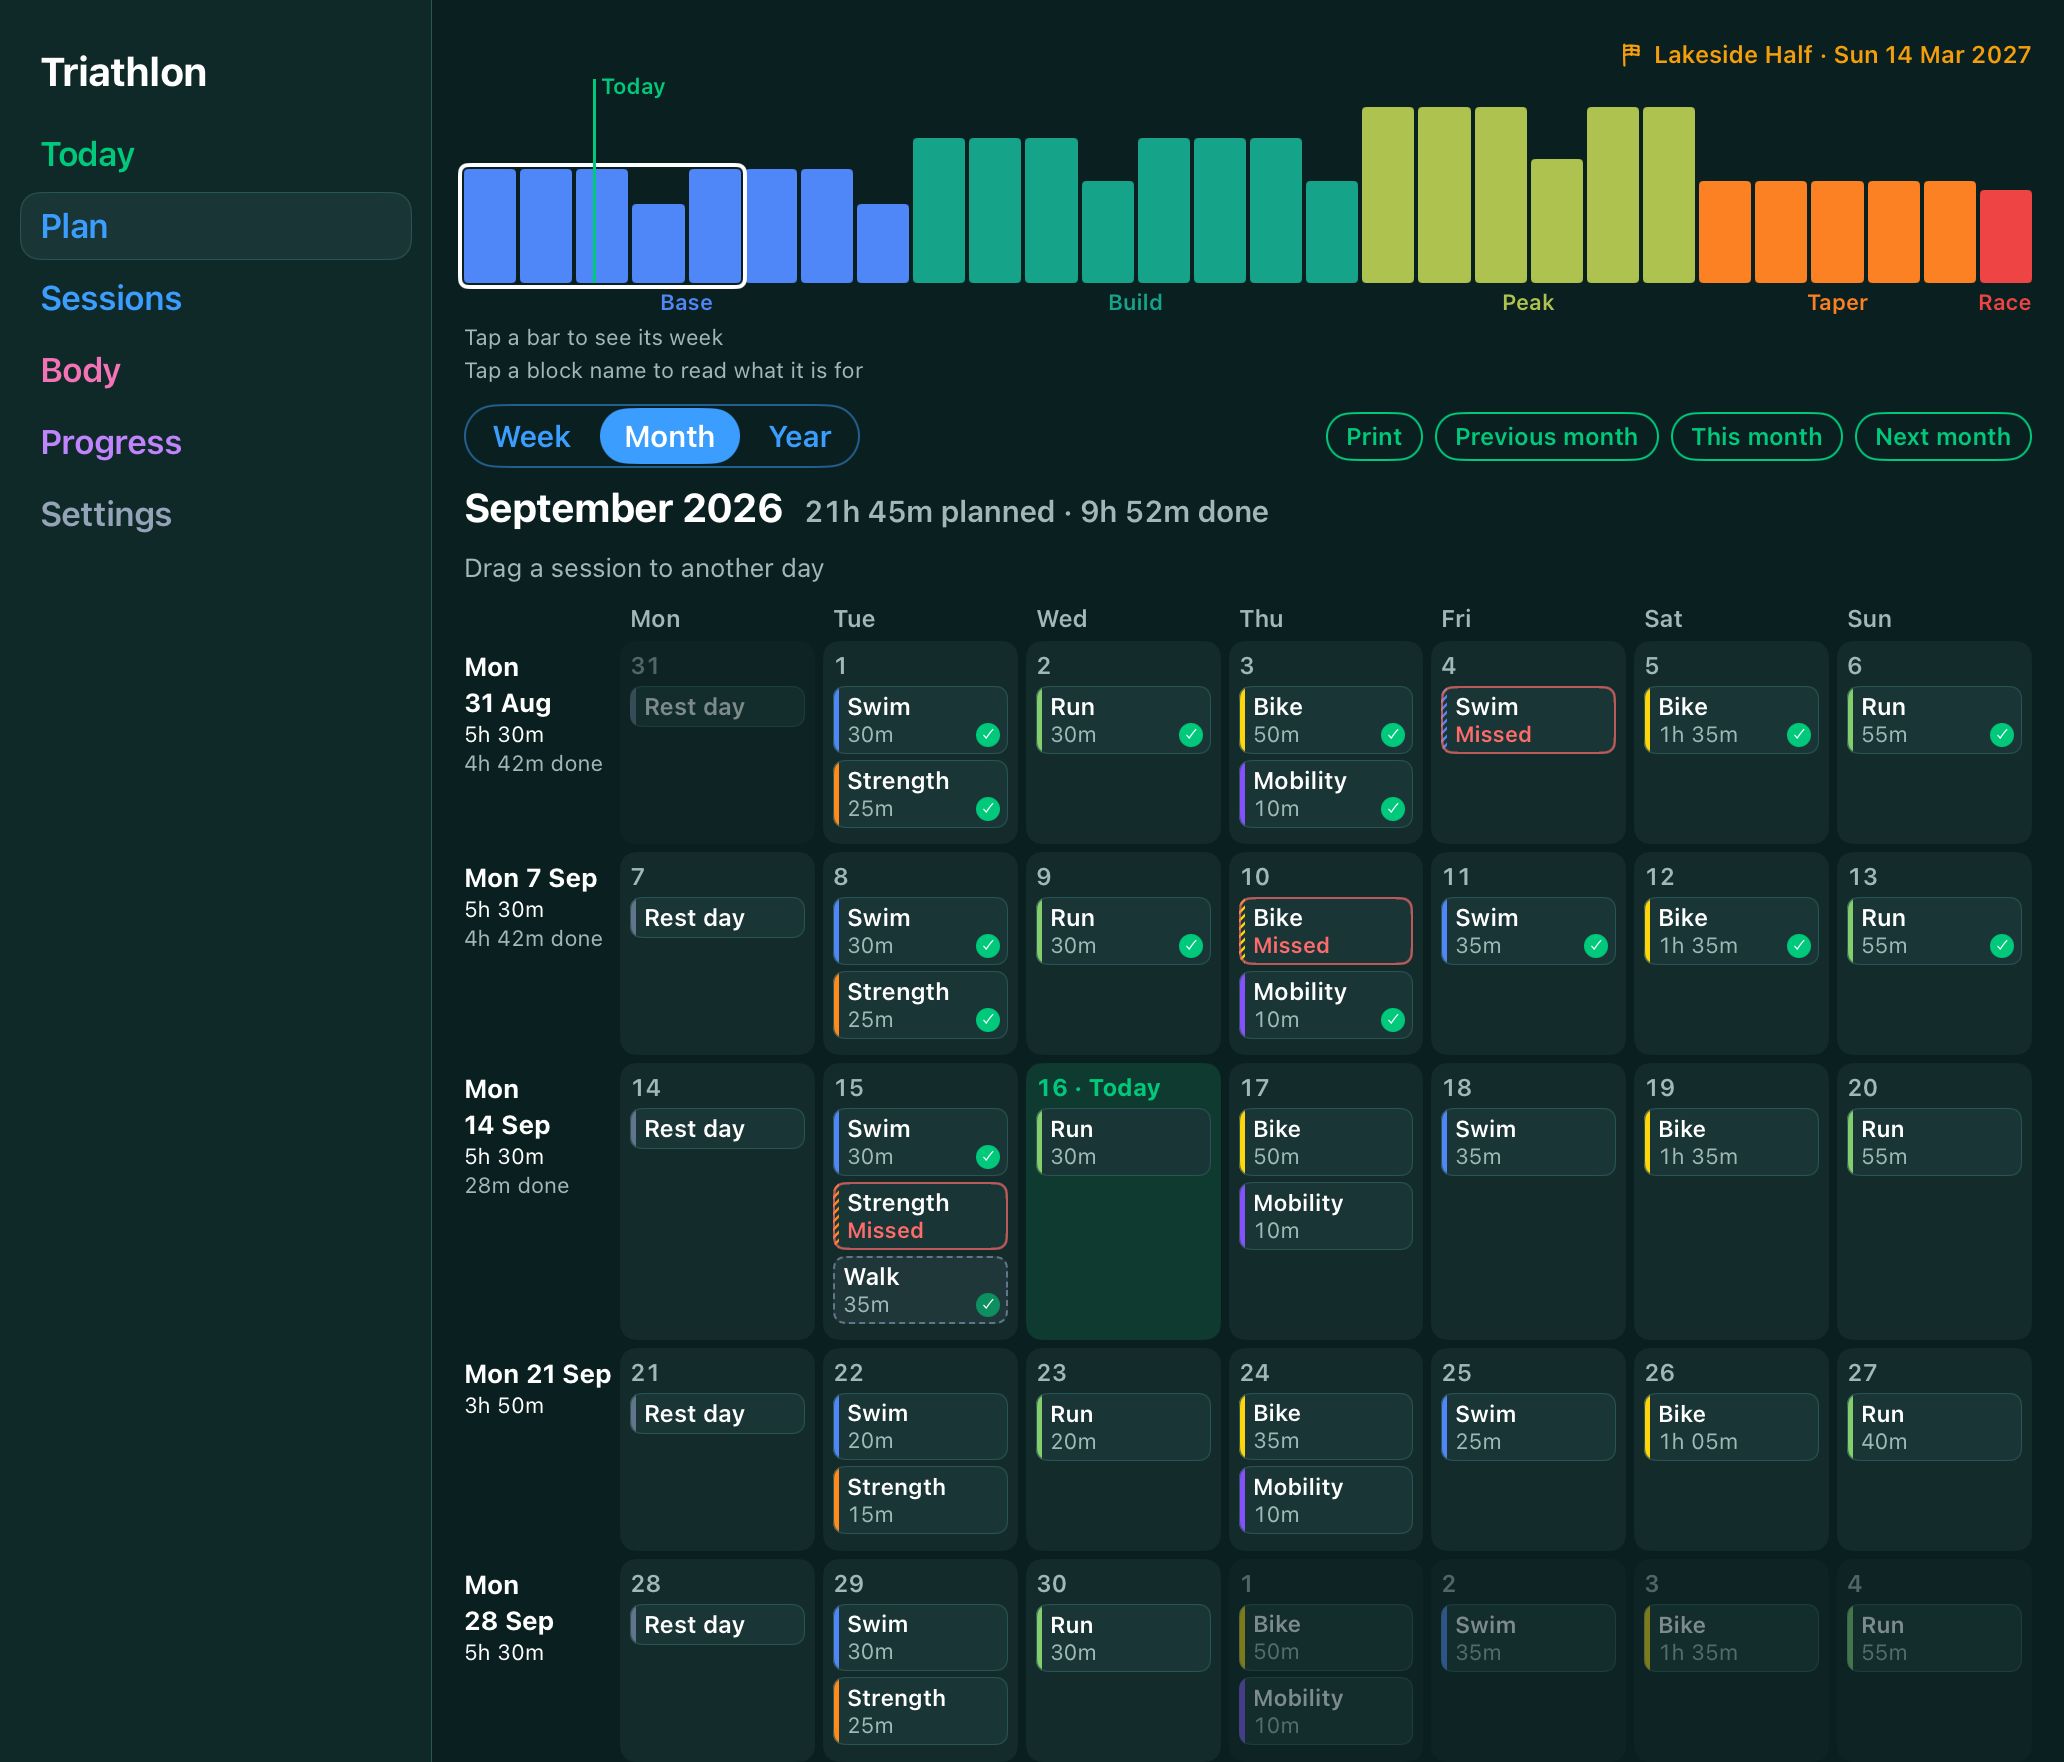 Triathlon
Today
Plan
Sessions
Body
Progress
Settings
Lakeside Half · Sun 14 Mar 2027
Today
Base
Build
Peak
Taper
Race
Tap a bar to see its week
Tap a block name to read what it is for
Week
Month
Year
Print
Previous month
This month
Next month
September 2026
21h 45m planned · 9h 52m done
Drag a session to another day
Mon
Tue
Wed
Thu
Fri
Sat
Sun
Mon
31 Aug
5h 30m
4h 42m done
31
Rest day
1
Swim
30m
Strength
25m
2
Run
30m
3
Bike
50m
Mobility
10m
4
Swim
Missed
5
Bike
1h 35m
6
Run
55m
Mon 7 Sep
5h 30m
4h 42m done
7
Rest day
8
Swim
30m
Strength
25m
9
Run
30m
10
Bike
Missed
Mobility
10m
11
Swim
35m
12
Bike
1h 35m
13
Run
55m
Mon
14 Sep
5h 30m
28m done
14
Rest day
15
Swim
30m
Strength
Missed
Walk
35m
16 · Today
Run
30m
17
Bike
50m
Mobility
10m
18
Swim
35m
19
Bike
1h 35m
20
Run
55m
Mon 21 Sep
3h 50m
21
Rest day
22
Swim
20m
Strength
15m
23
Run
20m
24
Bike
35m
Mobility
10m
25
Swim
25m
26
Bike
1h 05m
27
Run
40m
Mon
28 Sep
5h 30m
28
Rest day
29
Swim
30m
Strength
25m
30
Run
30m
1
Bike
50m
Mobility
10m
2
Swim
35m
3
Bike
1h 35m
4
Run
55m